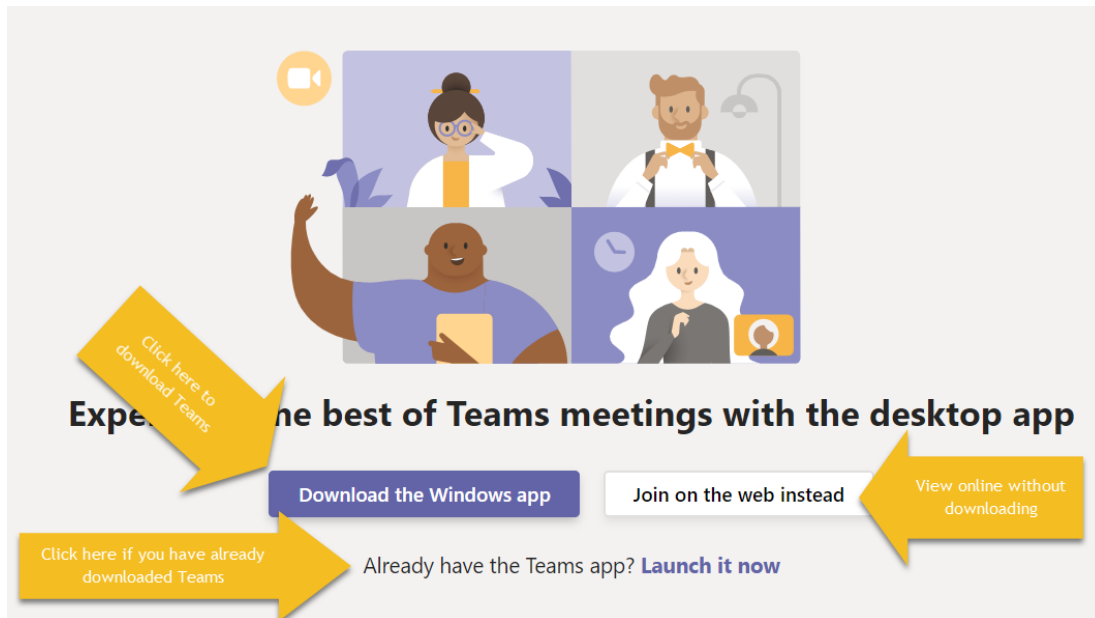 Click here to
download Teams
Expe he best of Teams meetings with the desktop app
Download the Windows app
Join on the web instead
View online without
downloading
Click here if you have already
downloaded Teams
Already have the Teams app? Launch it now